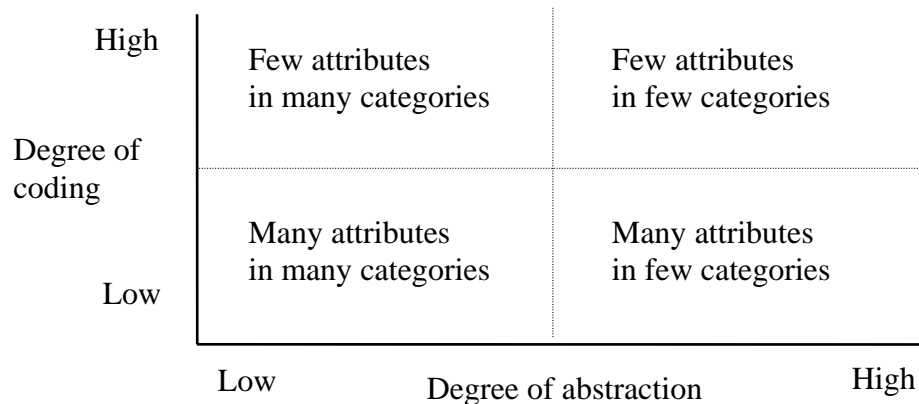 High
Few attributes
in many categories
Few attributes
in few categories
Degree of
coding
Many attributes
in many categories
Many attributes
in few categories
Low
Low
Degree of abstraction
High